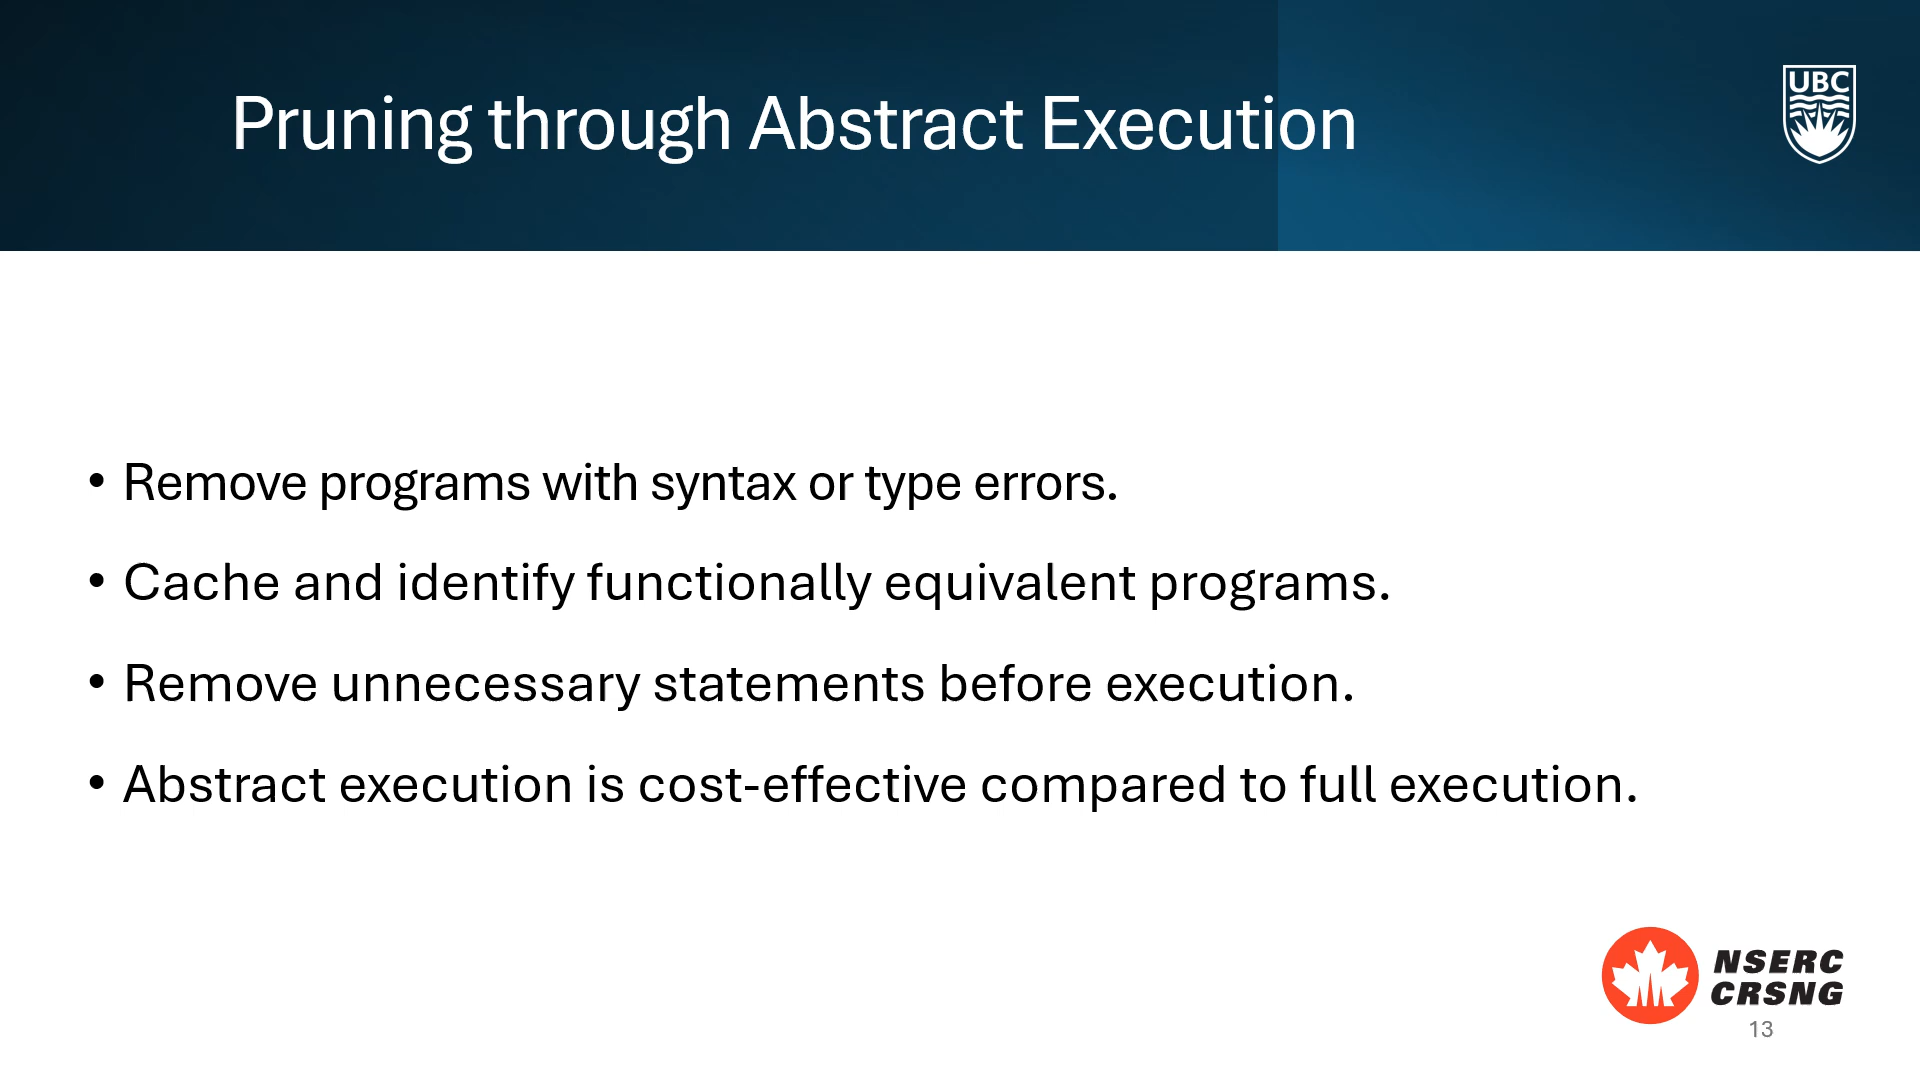 Pruning through Abstract Execution
UBC
• Remove programs with syntax or type errors.
• Cache and identify functionally equivalent programs.
• Remove unnecessary statements before execution.
• Abstract execution is cost-effective compared to full execution.
NSERC
CRSNG
13